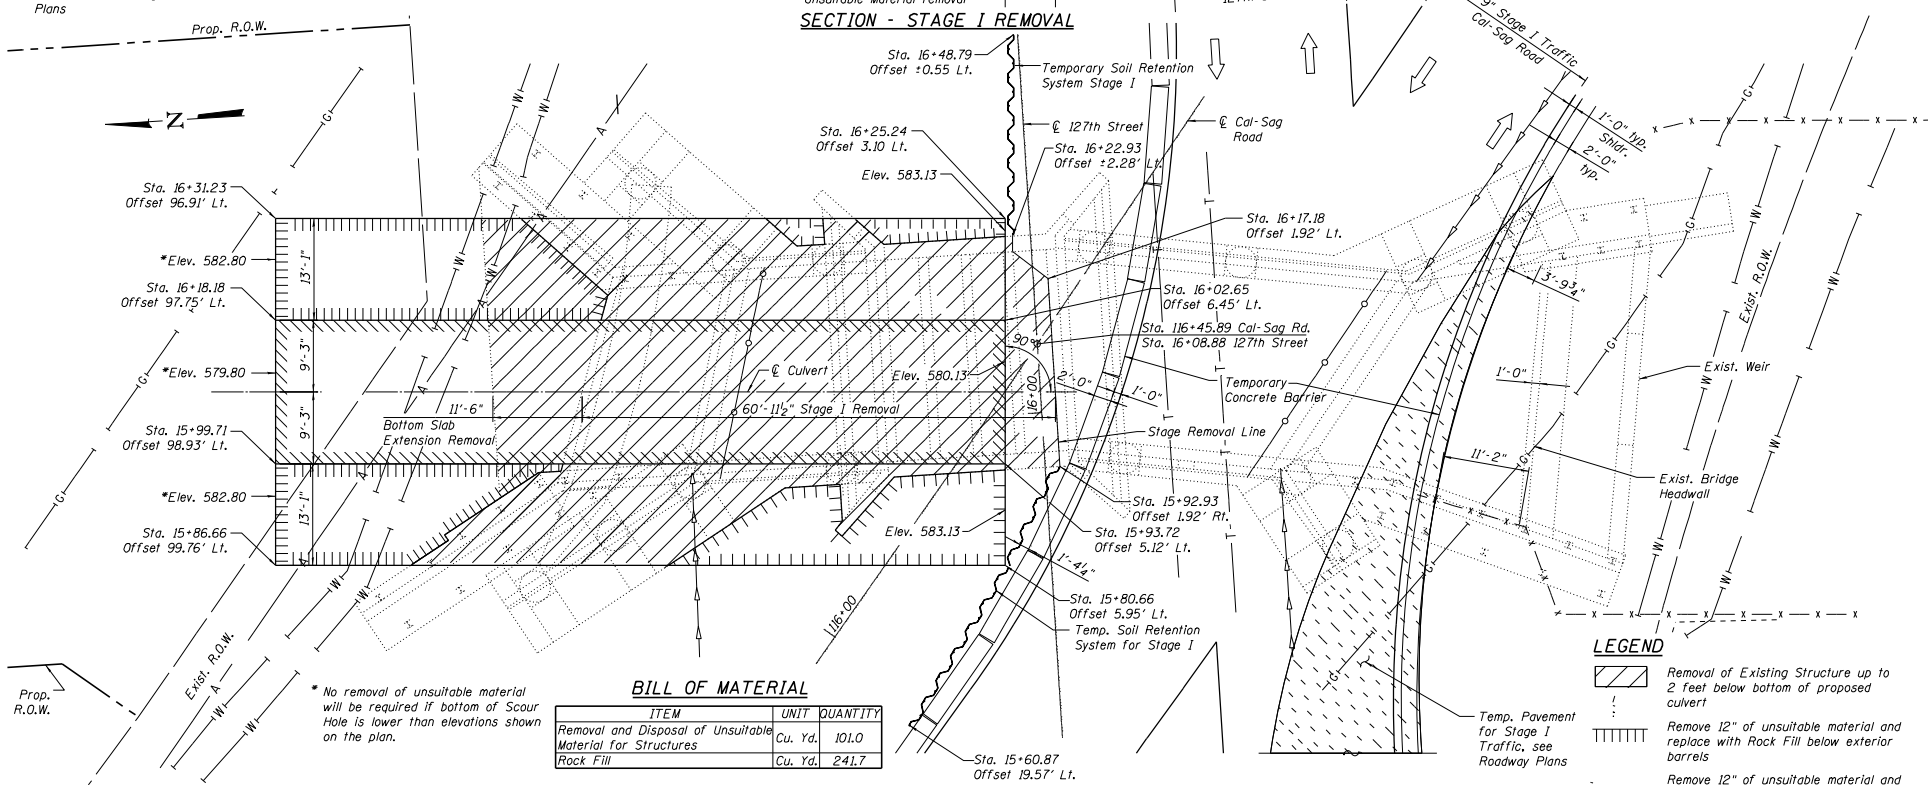 Plans
Unsuitable Material removal
SECTION - STAGE I REMOVAL
Prop. R.O.W.
Sta. 16+48.79
Offset ±0.55 Lt.
Temporary Soil Retention
System Stage I
9" Stage I Traffic
Cal-Sag Road
N
℄ 127th Street
℄ Cal-Sag
Road
1'-0" typ.
Shldr.
2'-0"
typ.
Sta. 16+25.24
Offset 3.10 Lt.
Sta. 16+22.93
Offset ±2.28' Lt.
Elev. 583.13
Sta. 16+31.23
Offset 96.91' Lt.
Sta. 16+17.18
Offset 1.92' Lt.
*Elev. 582.80
13'-1"
Sta. 16+18.18
Offset 97.75' Lt.
Sta. 16+02.65
Offset 6.45' Lt.
3'-9¾"
Exist. R.O.W.
Sta. 116+45.89 Cal-Sag Rd.
Sta. 16+08.88 127th Street
90°
9'-3"
*Elev. 579.80
℄ Culvert
Elev. 580.13
116+00
2'-0"
1'-0"
Temporary
Concrete Barrier
1'-0"
Exist. Weir
11'-6"
60'-11½" Stage I Removal
Bottom Slab
Extension Removal
9'-3"
Sta. 15+99.71
Offset 98.93' Lt.
Stage Removal Line
11'-2"
Exist. Bridge
Headwall
*Elev. 582.80
13'-1"
Sta. 15+92.93
Offset 1.92' Rt.
Sta. 15+86.66
Offset 99.76' Lt.
Elev. 583.13
Sta. 15+93.72
Offset 5.12' Lt.
1'-4¼"
Sta. 15+80.66
Offset 5.95' Lt.
116+00
Temp. Soil Retention
System for Stage I
Exist. R.O.W.
Prop.
R.O.W.
* No removal of unsuitable material
will be required if bottom of Scour
Hole is lower than elevations shown
on the plan.
BILL OF MATERIAL
ITEM UNIT QUANTITY
Removal and Disposal of Unsuitable
Material for Structures Cu. Yd. 101.0
Rock Fill Cu. Yd. 241.7
Sta. 15+60.87
Offset 19.57' Lt.
Temp. Pavement
for Stage I
Traffic, see
Roadway Plans
LEGEND
Removal of Existing Structure up to
2 feet below bottom of proposed
culvert
Remove 12" of unsuitable material and
replace with Rock Fill below exterior
barrels
Remove 12" of unsuitable material and